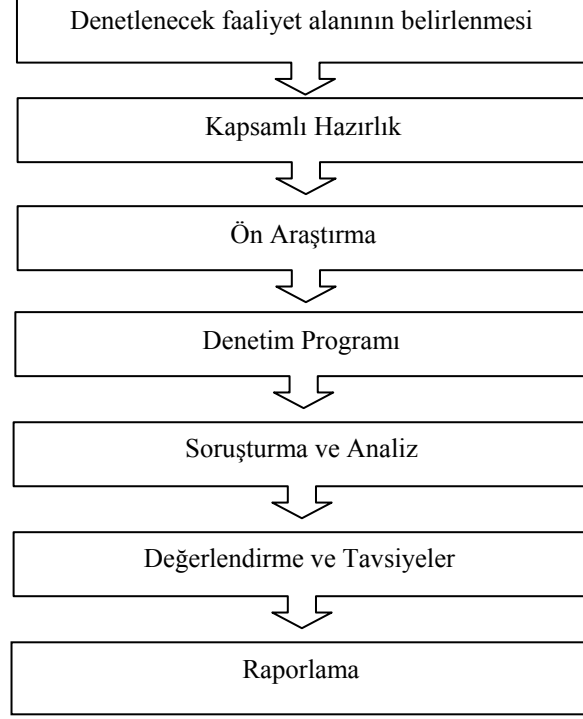 Denetlenecek faaliyet alanının belirlenmesi
Kapsamlı Hazırlık
Ön Araştırma
Denetim Programı
Soruşturma ve Analiz
Değerlendirme ve Tavsiyeler
Raporlama